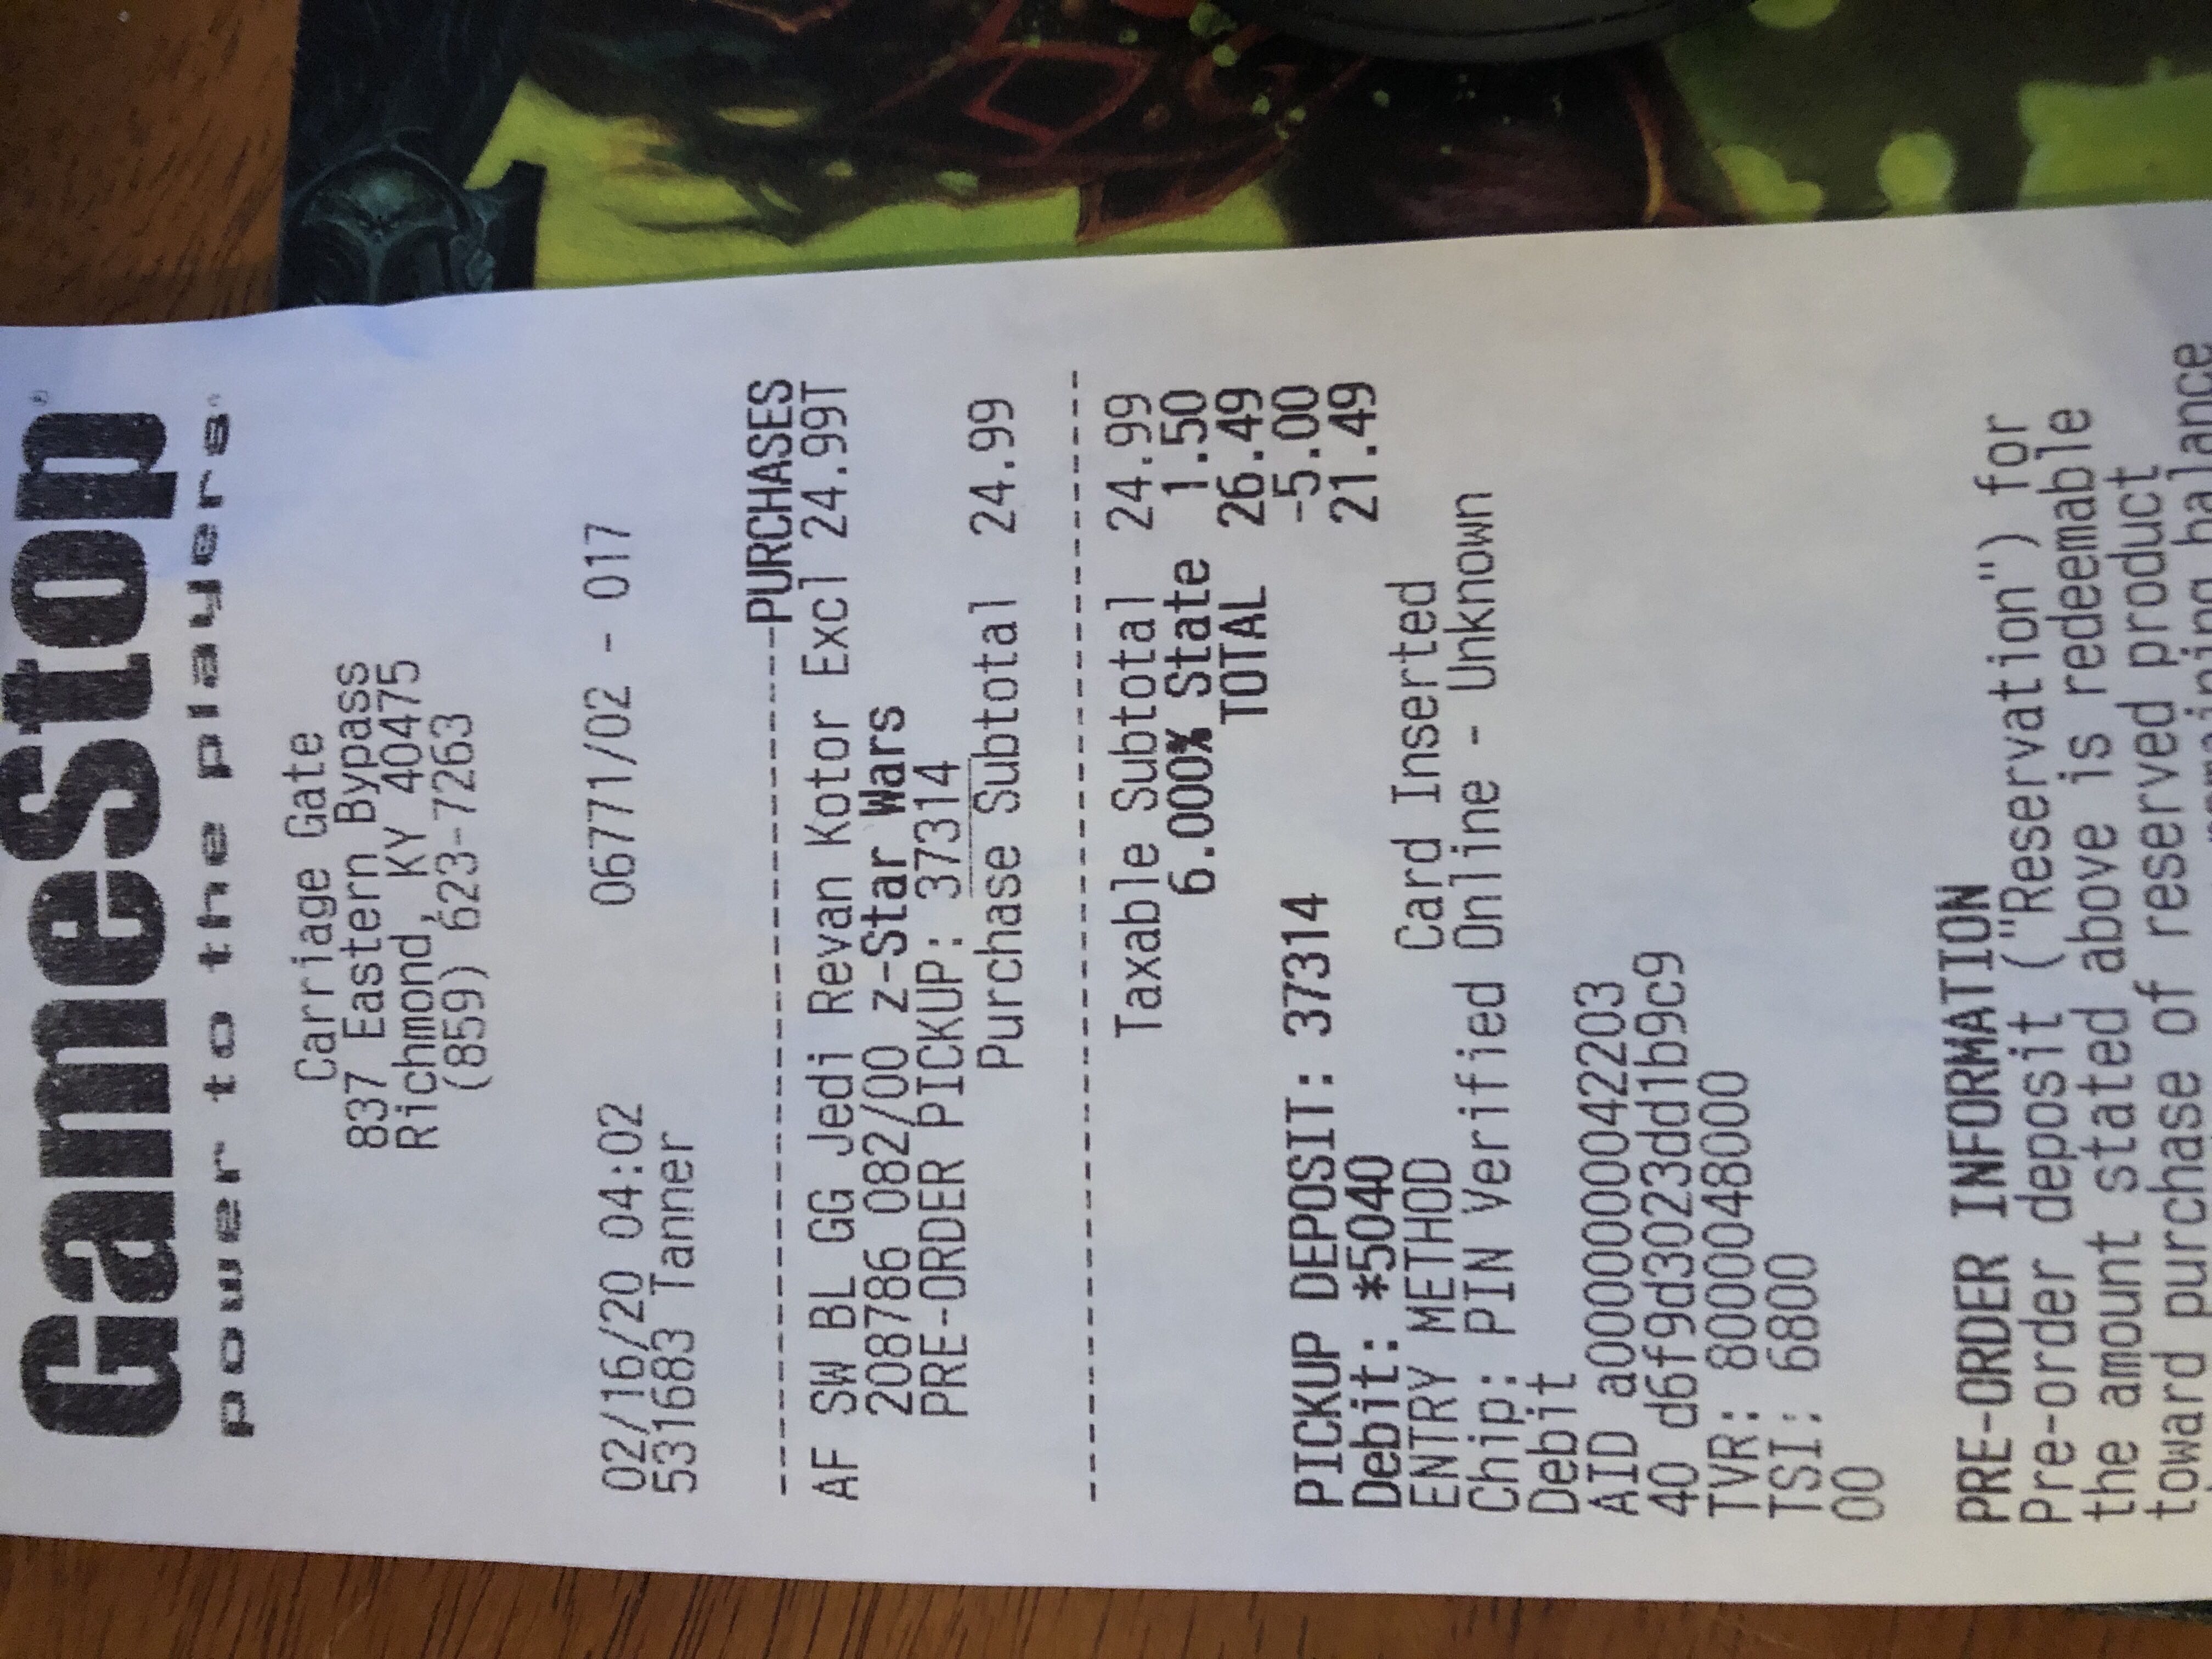 GameStop®
power to the players®
Carriage Gate
837 Eastern Bypass
Richmond, KY 40475
(859) 623-7263
02/16/20 04:02 06771/02 - 017
531683 Tanner
--------------------PURCHASES
AF SW BL GG Jedi Revan Kotor Excl 24.99T
208786 082/00 z-Star Wars
PRE-ORDER PICKUP: 37314
Purchase Subtotal 24.99
----------------------------------------
Taxable Subtotal 24.99
6.000% State 1.50
TOTAL 26.49
PICKUP DEPOSIT: 37314 -5.00
Debit: *5040 21.49
ENTRY METHOD Card Inserted
Chip: PIN Verified Online - Unknown
Debit
AID a0000000042203
40 d6f9d3023dd1b9c9
TVR: 8000048000
TSI: 6800
00
PRE-ORDER INFORMATION
Pre-order deposit ("Reservation") for
the amount stated above is redeemable
toward purchase of reserved product
remaining balance